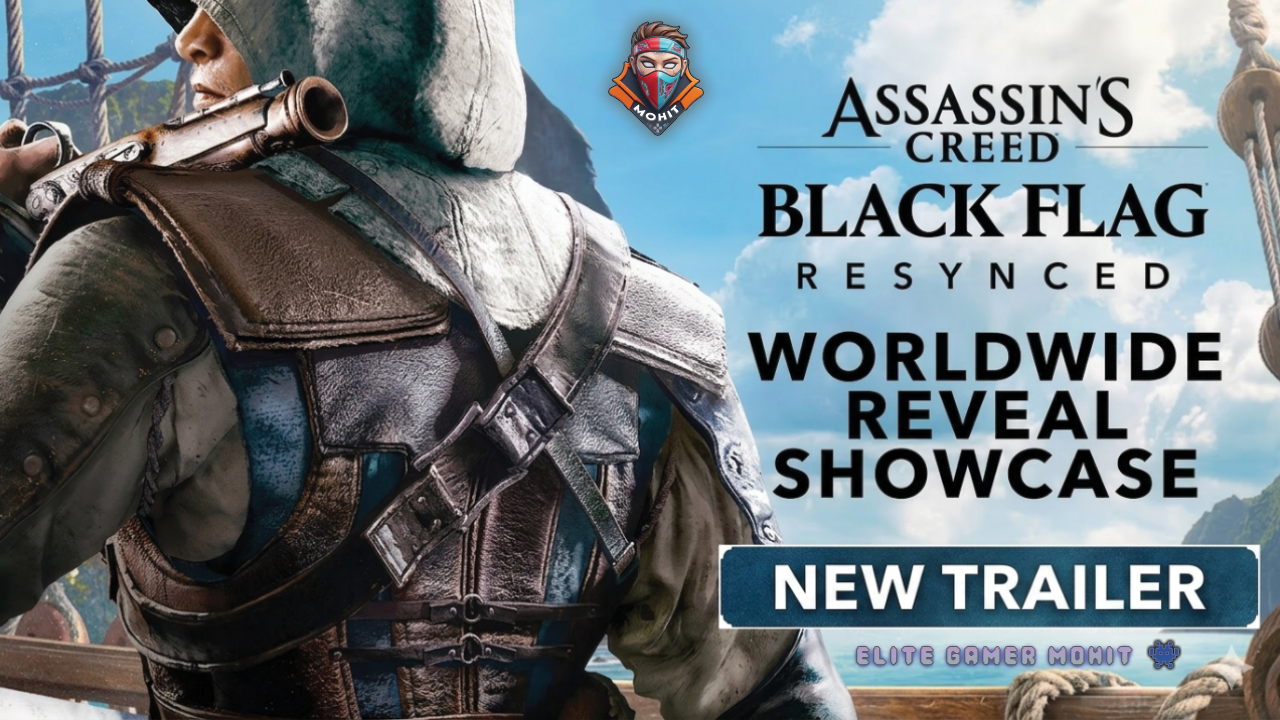 MOHIT
ASSASSIN'S
CREED
BLACK FLAG
RESYNCED
WORLDWIDE
REVEAL
SHOWCASE
NEW TRAILER
ELITE GAMER MOHIT